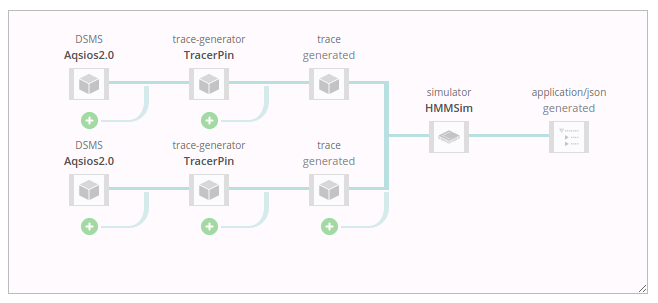 DSMS
Aqsios2.0
trace-generator
TracerPin
trace
generated
simulator
HMMSim
application/json
generated
DSMS
Aqsios2.0
trace-generator
TracerPin
trace
generated